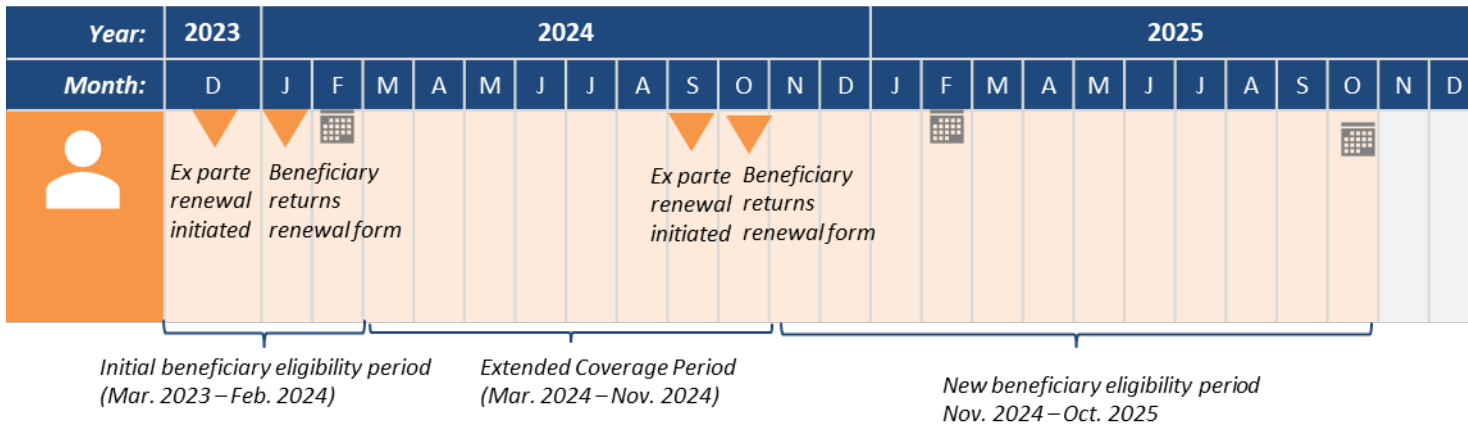 Year: 2023 2024 2025
Month: D J F M A M J J A S O N D J F M A M J J A S O N D
Ex parte
renewal
initiated
Beneficiary
returns
renewal form
Ex parte
renewal
initiated
Beneficiary
returns
renewal form
Initial beneficiary eligibility period
(Mar. 2023 – Feb. 2024)
Extended Coverage Period
(Mar. 2024 – Nov. 2024)
New beneficiary eligibility period
Nov. 2024 – Oct. 2025